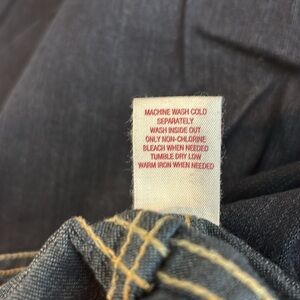 MACHINE WASH COLD
SEPARATELY
WASH INSIDE OUT
ONLY NON-CHLORINE
BLEACH WHEN NEEDED
TUMBLE DRY LOW
WARM IRON WHEN NEEDED